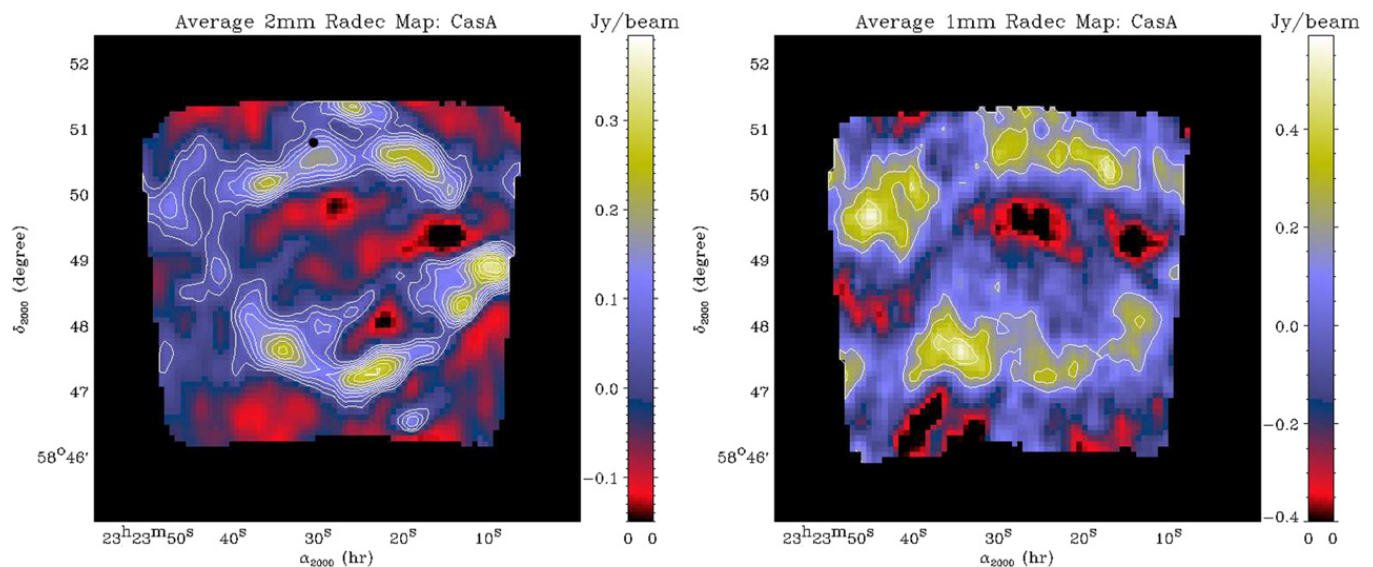 Average 2mm Radec Map: CasA
Jy/beam
52
51
50
49
48
47
58°46′
δ2000 (degree)
23h23m50s
40s
30s
20s
10s
α2000 (hr)
0.3
0.2
0.1
0.0
−0.1
0 0
Average 1mm Radec Map: CasA
Jy/beam
52
51
50
49
48
47
58°46′
δ2000 (degree)
23h23m50s
40s
30s
20s
10s
α2000 (hr)
0.4
0.2
0.0
−0.2
−0.4
0 0